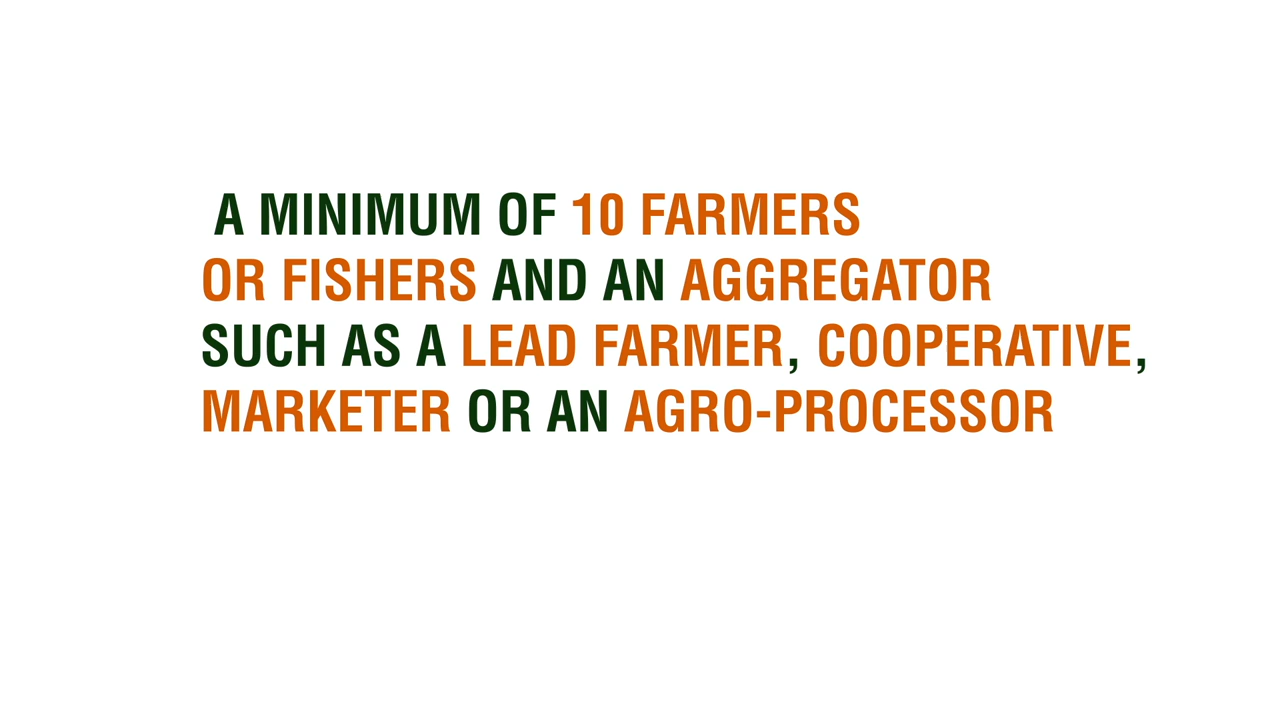 A MINIMUM OF 10 FARMERS
OR FISHERS AND AN AGGREGATOR
SUCH AS A LEAD FARMER, COOPERATIVE,
MARKETER OR AN AGRO-PROCESSOR